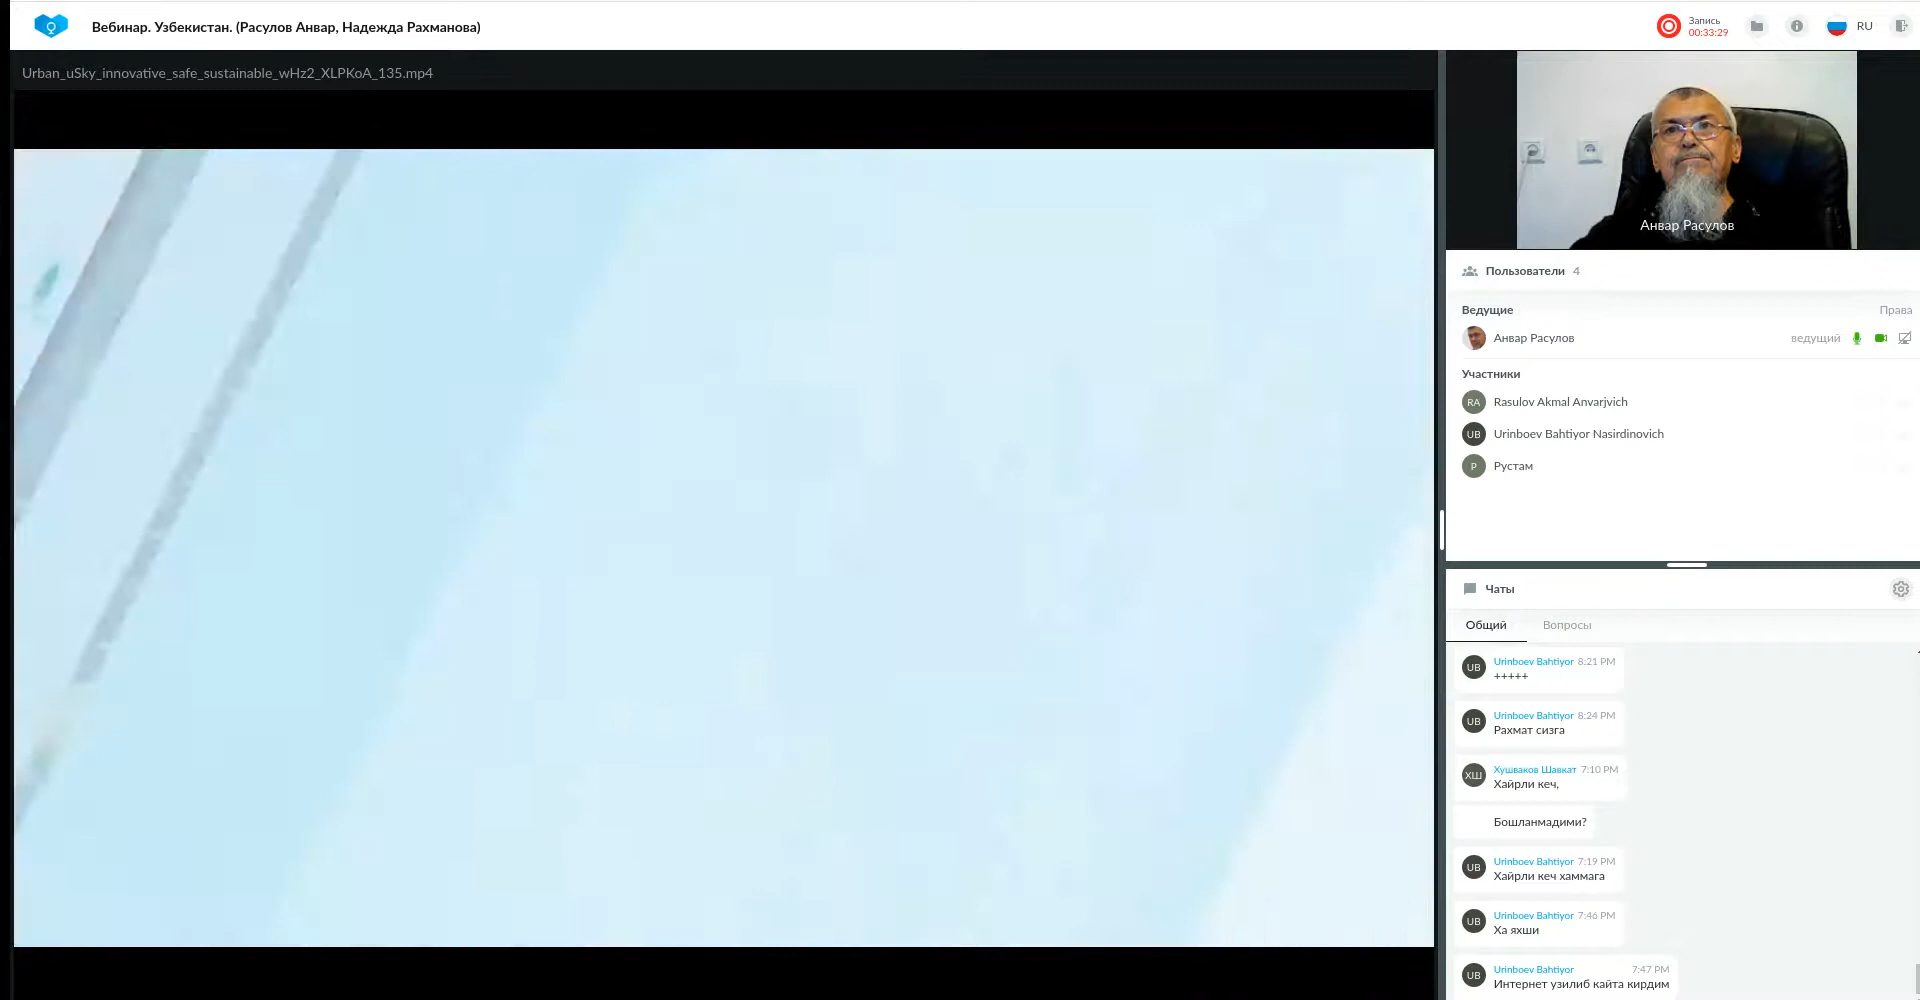 Вебинар. Узбекистан. (Расулов Анвар, Надежда Рахманова)
Запись
00:33:29
RU
Urban_uSky_innovative_safe_sustainable_wHz2_XLPKoA_135.mp4
Анвар Расулов
Пользователи 4
Ведущие Права
Анвар Расулов ведущий
Участники
RA Rasulov Akmal Anvarjvich
UB Urinboev Bahtiyor Nasirdinovich
Р Рустам
Чаты
Общий Вопросы
UB Urinboev Bahtiyor 8:21 PM
+++++
UB Urinboev Bahtiyor 8:24 PM
Рахмат сизга
ХШ Хушваков Шавкат 7:10 PM
Хайрли кеч,
Бошланмадими?
UB Urinboev Bahtiyor 7:19 PM
Хайрли кеч хаммага
UB Urinboev Bahtiyor 7:46 PM
Ха яхши
UB Urinboev Bahtiyor 7:47 PM
Интернет узилиб кайта кирдим